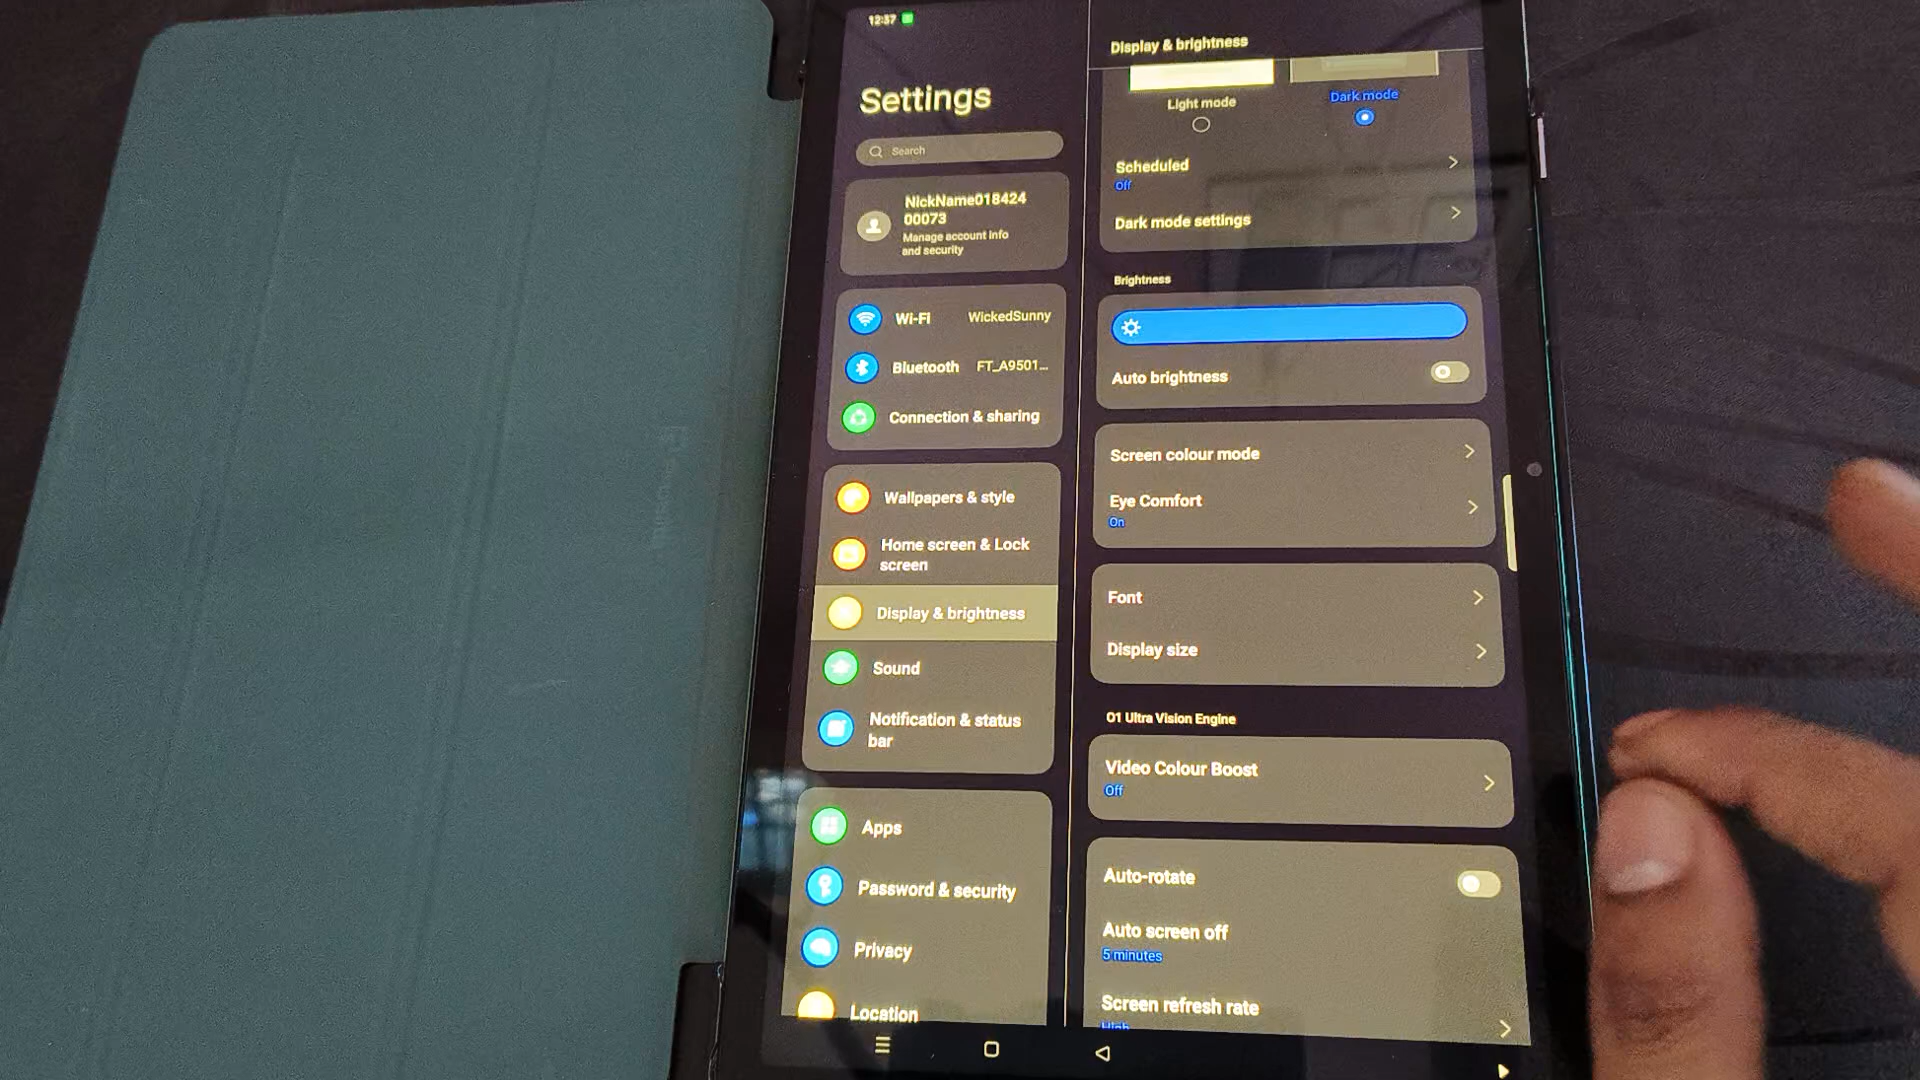 12:37
Settings
Search
NickName018424
00073
Manage account info
and security
Wi-Fi
WickedSunny
Bluetooth
FT_A9501...
Connection & sharing
Wallpapers & style
Home screen & Lock
screen
Display & brightness
Sound
Notification & status
bar
Apps
Password & security
Privacy
Location
Display & brightness
Light mode
Dark mode
Scheduled
Off
Dark mode settings
Brightness
Auto brightness
Screen colour mode
Eye Comfort
On
Font
Display size
O1 Ultra Vision Engine
Video Colour Boost
Off
Auto-rotate
Auto screen off
5 minutes
Screen refresh rate
High